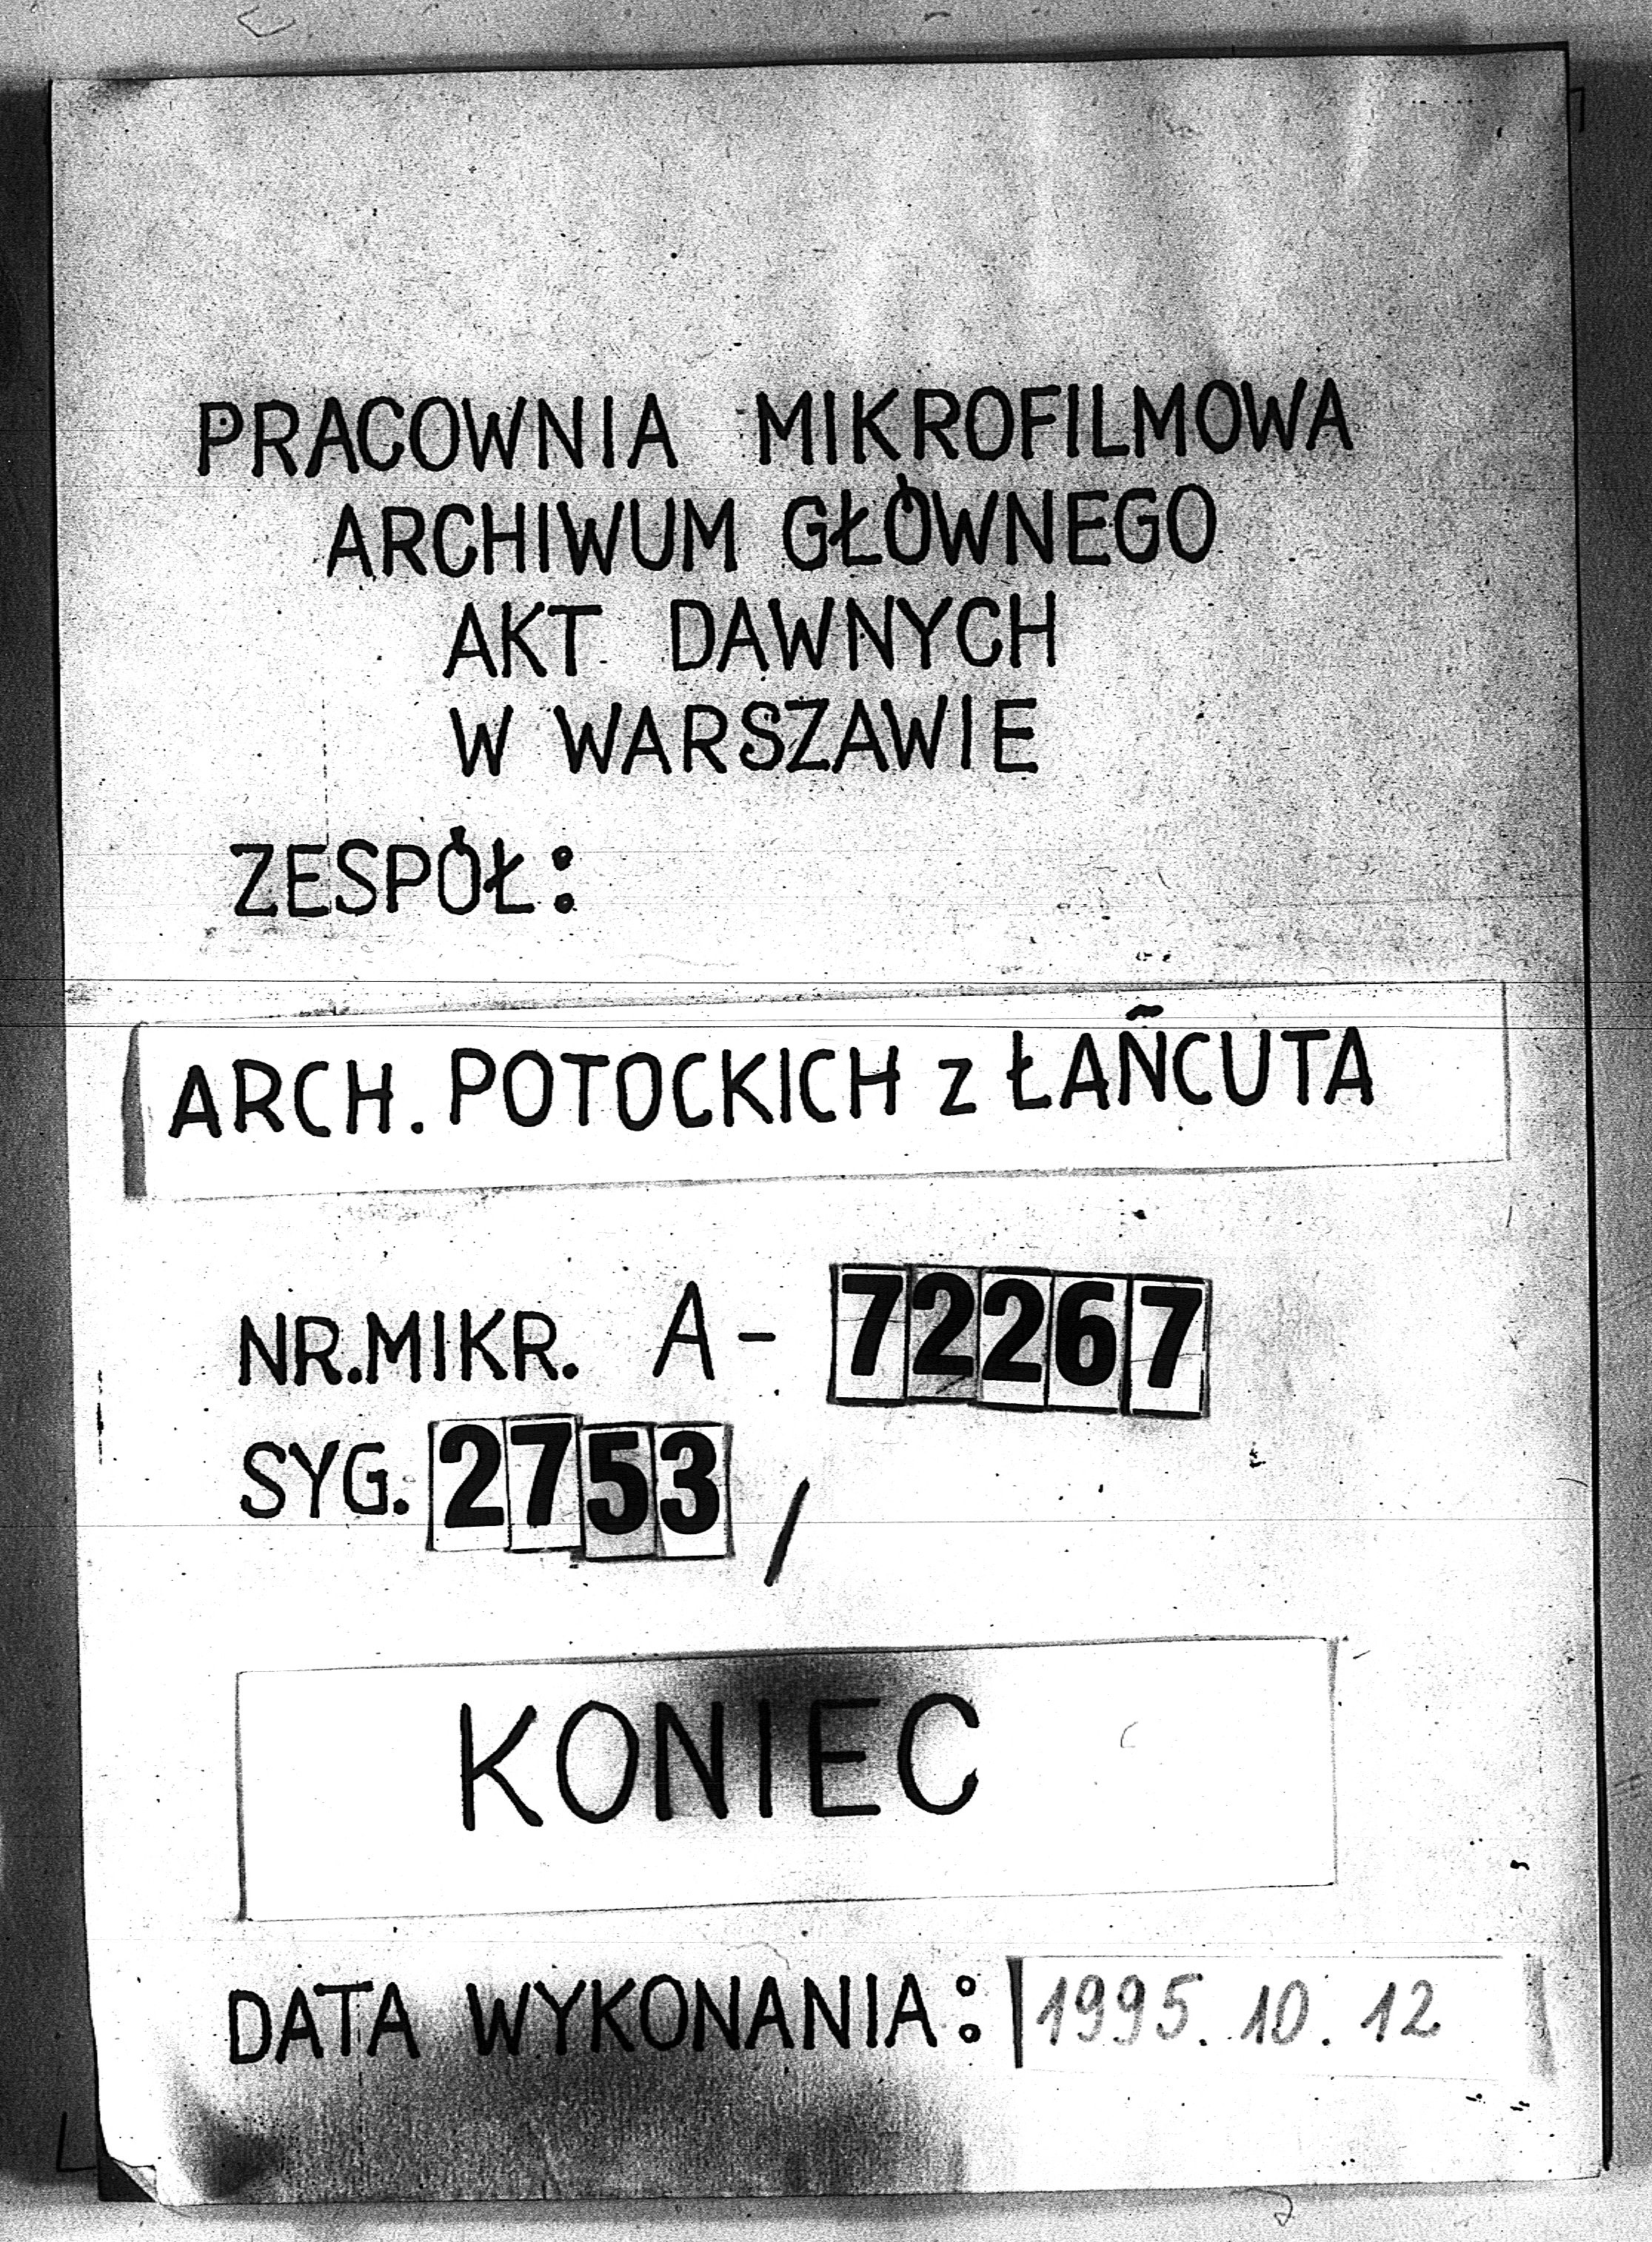 PRACOWNIA MIKROFILMOWA
ARCHIWUM GŁÓWNEGO
AKT DAWNYCH
W WARSZAWIE
ZESPÓŁ:
ARCH. POTOCKICH z ŁAŃCUTA
NR.MIKR. A- 72267
SYG. 2753 /
KONIEC
DATA WYKONANIA: 1995.10.12